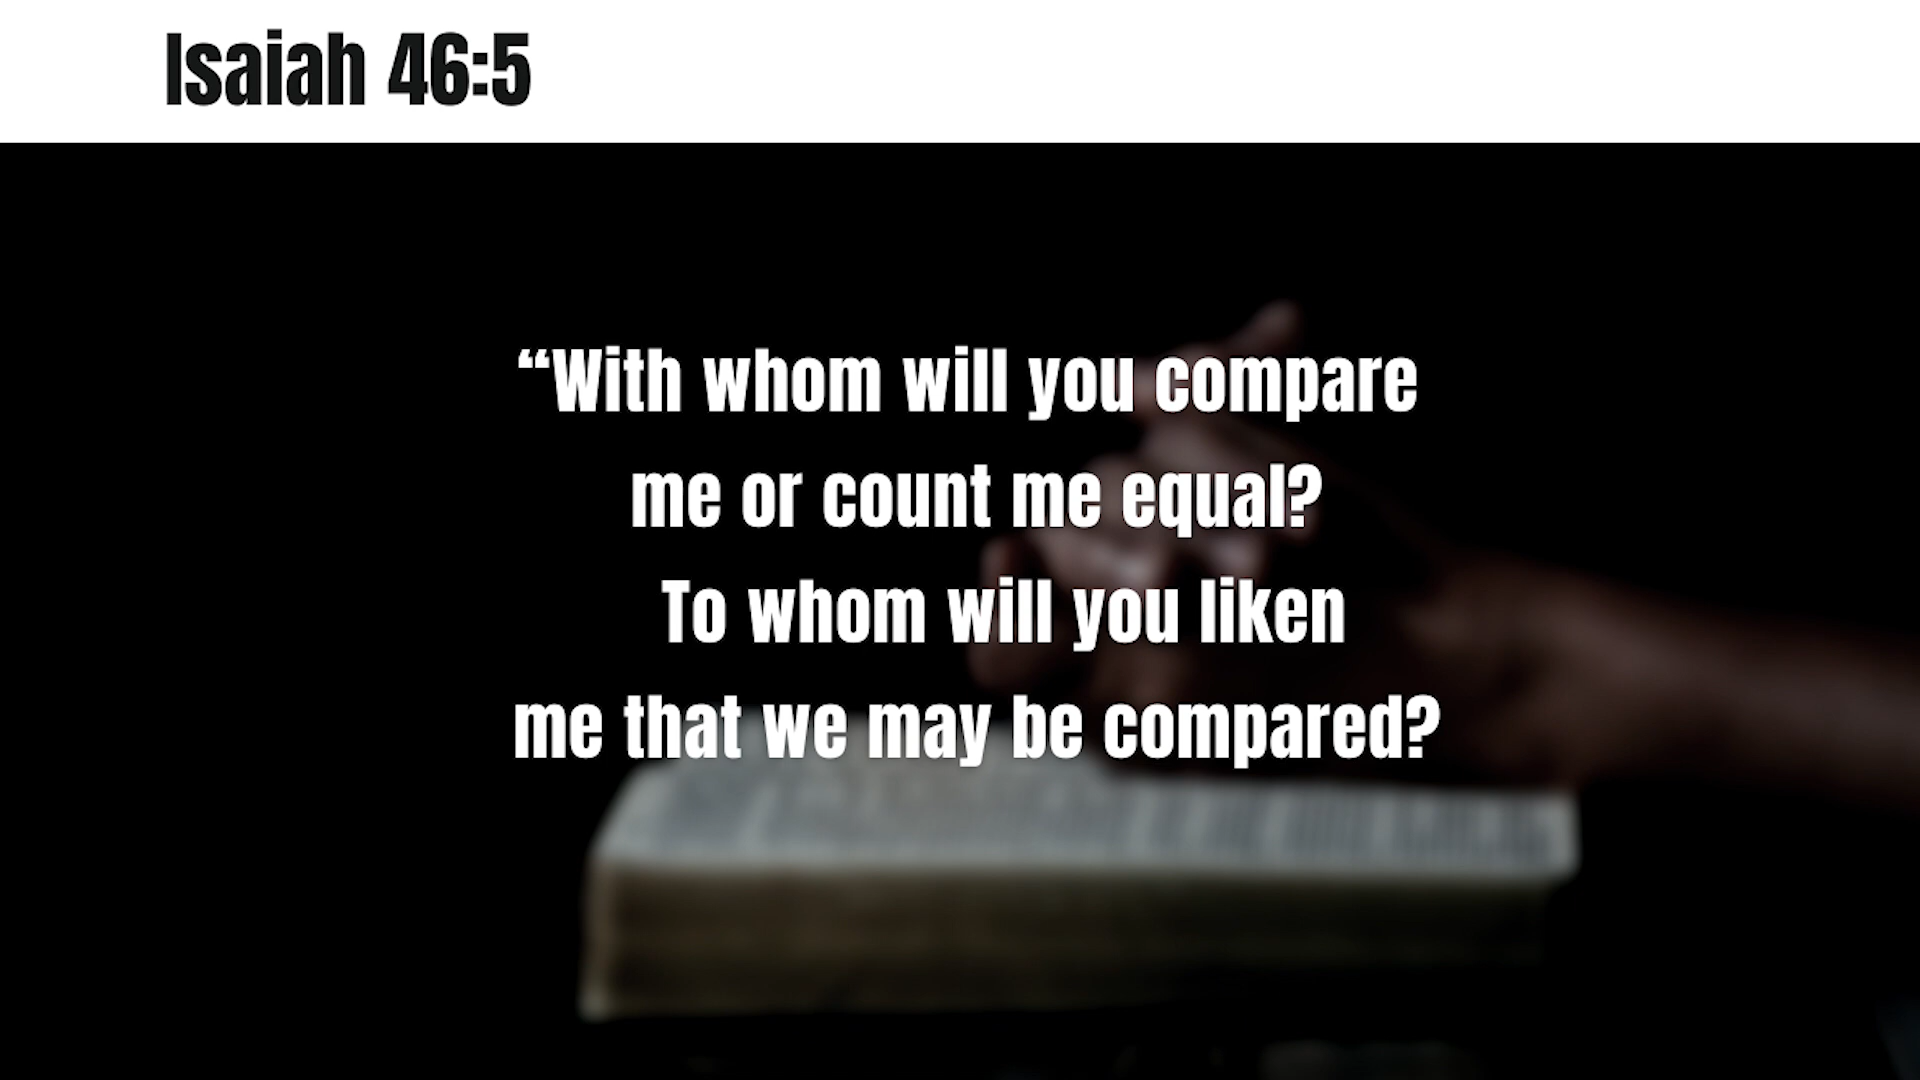 Isaiah 46:5
“With whom will you compare
me or count me equal?
To whom will you liken
me that we may be compared?